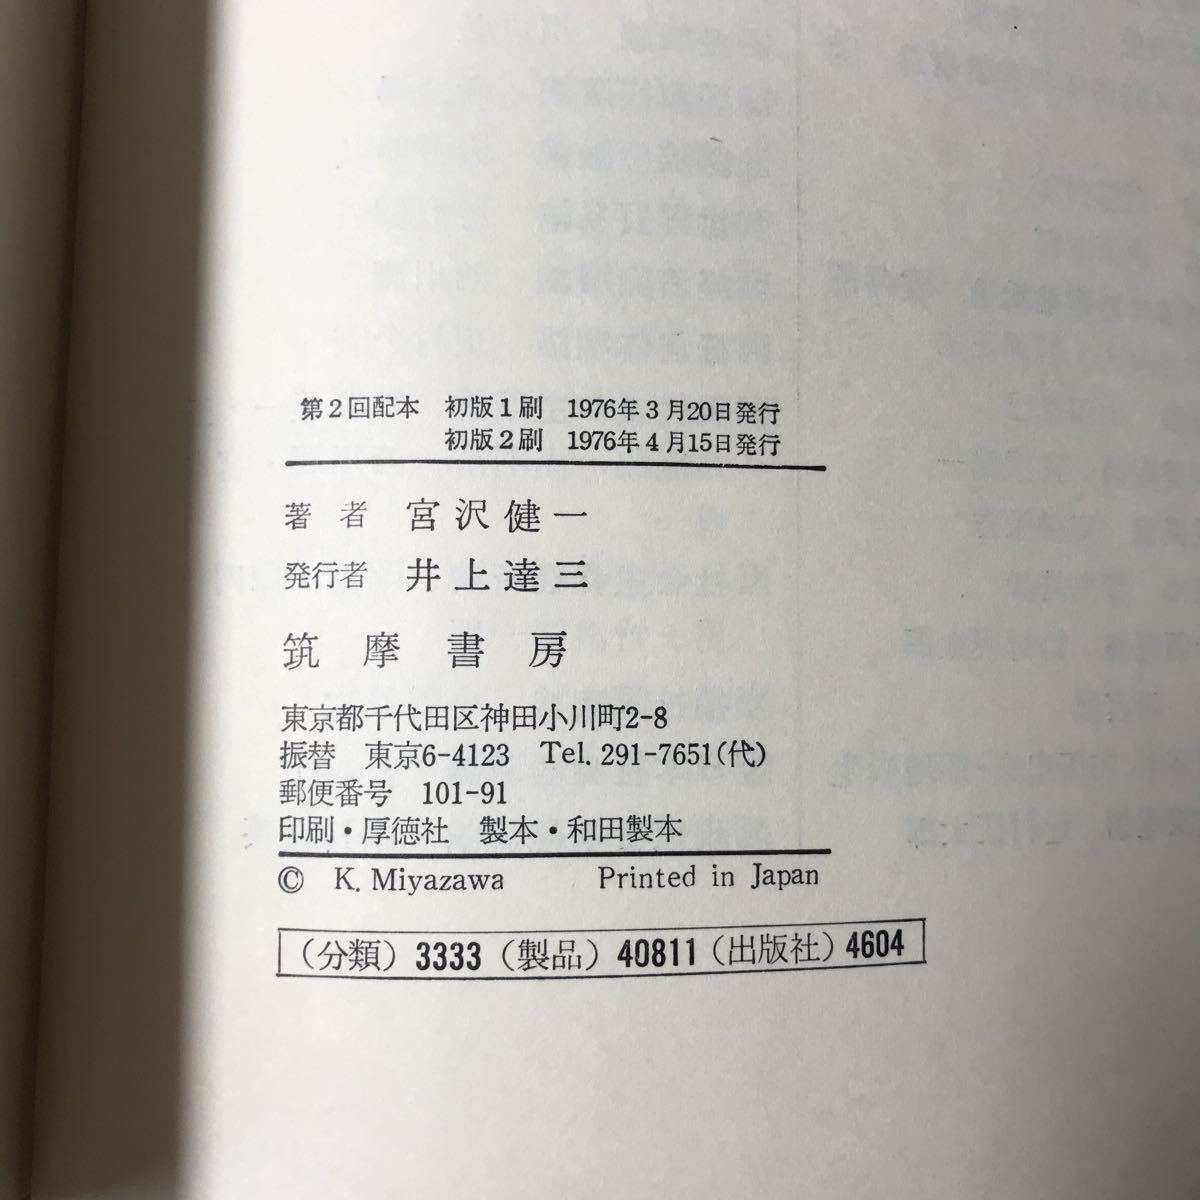 第2回配本 初版1刷 1976年3月20日発行
初版2刷 1976年4月15日発行
著者 宮沢健一
発行者 井上達三
筑摩書房
東京都千代田区神田小川町2-8
振替 東京6-4123 Tel. 291-7651(代)
郵便番号 101-91
印刷・厚徳社 製本・和田製本
© K. Miyazawa Printed in Japan
(分類) 3333 (製品) 40811 (出版社) 4604